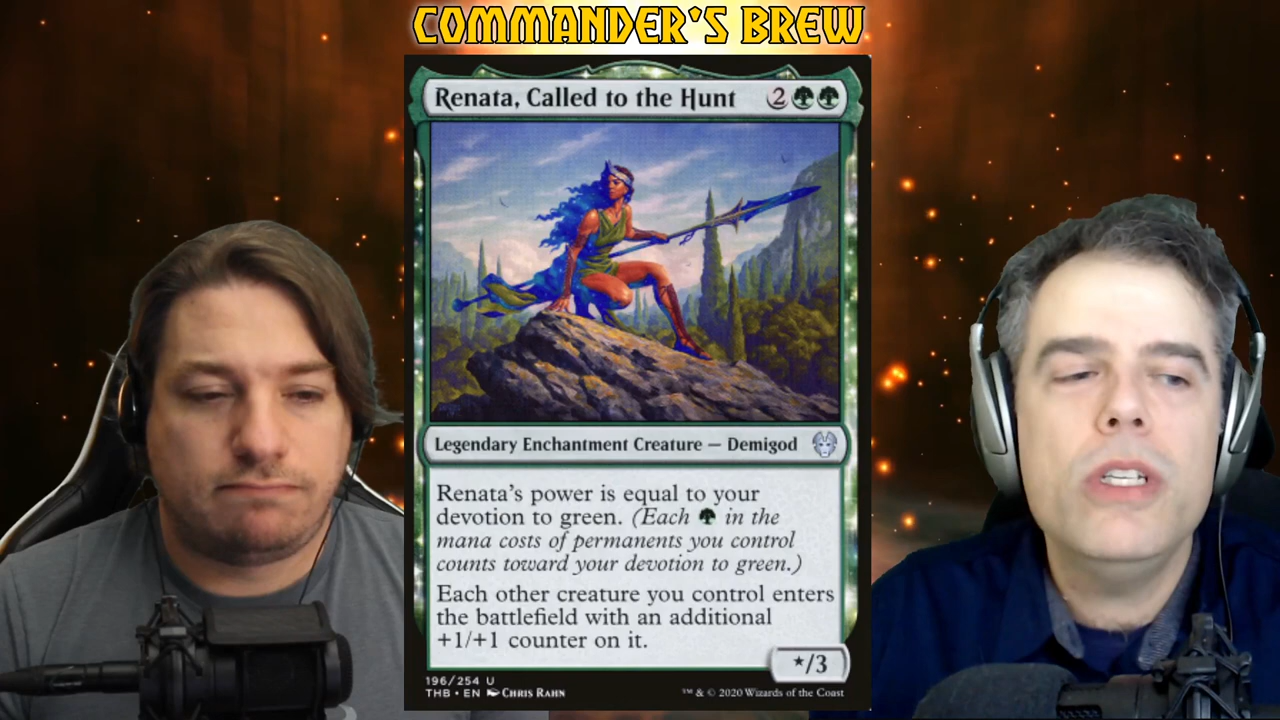 COMMANDER'S BREW
Renata, Called to the Hunt 2
Legendary Enchantment Creature — Demigod
Renata's power is equal to your
devotion to green. (Each in the
mana costs of permanents you control
counts toward your devotion to green.)
Each other creature you control enters
the battlefield with an additional
+1/+1 counter on it.
★/3
196/254 U
THB • EN Chris Rahn
™ & © 2020 Wizards of the Coast